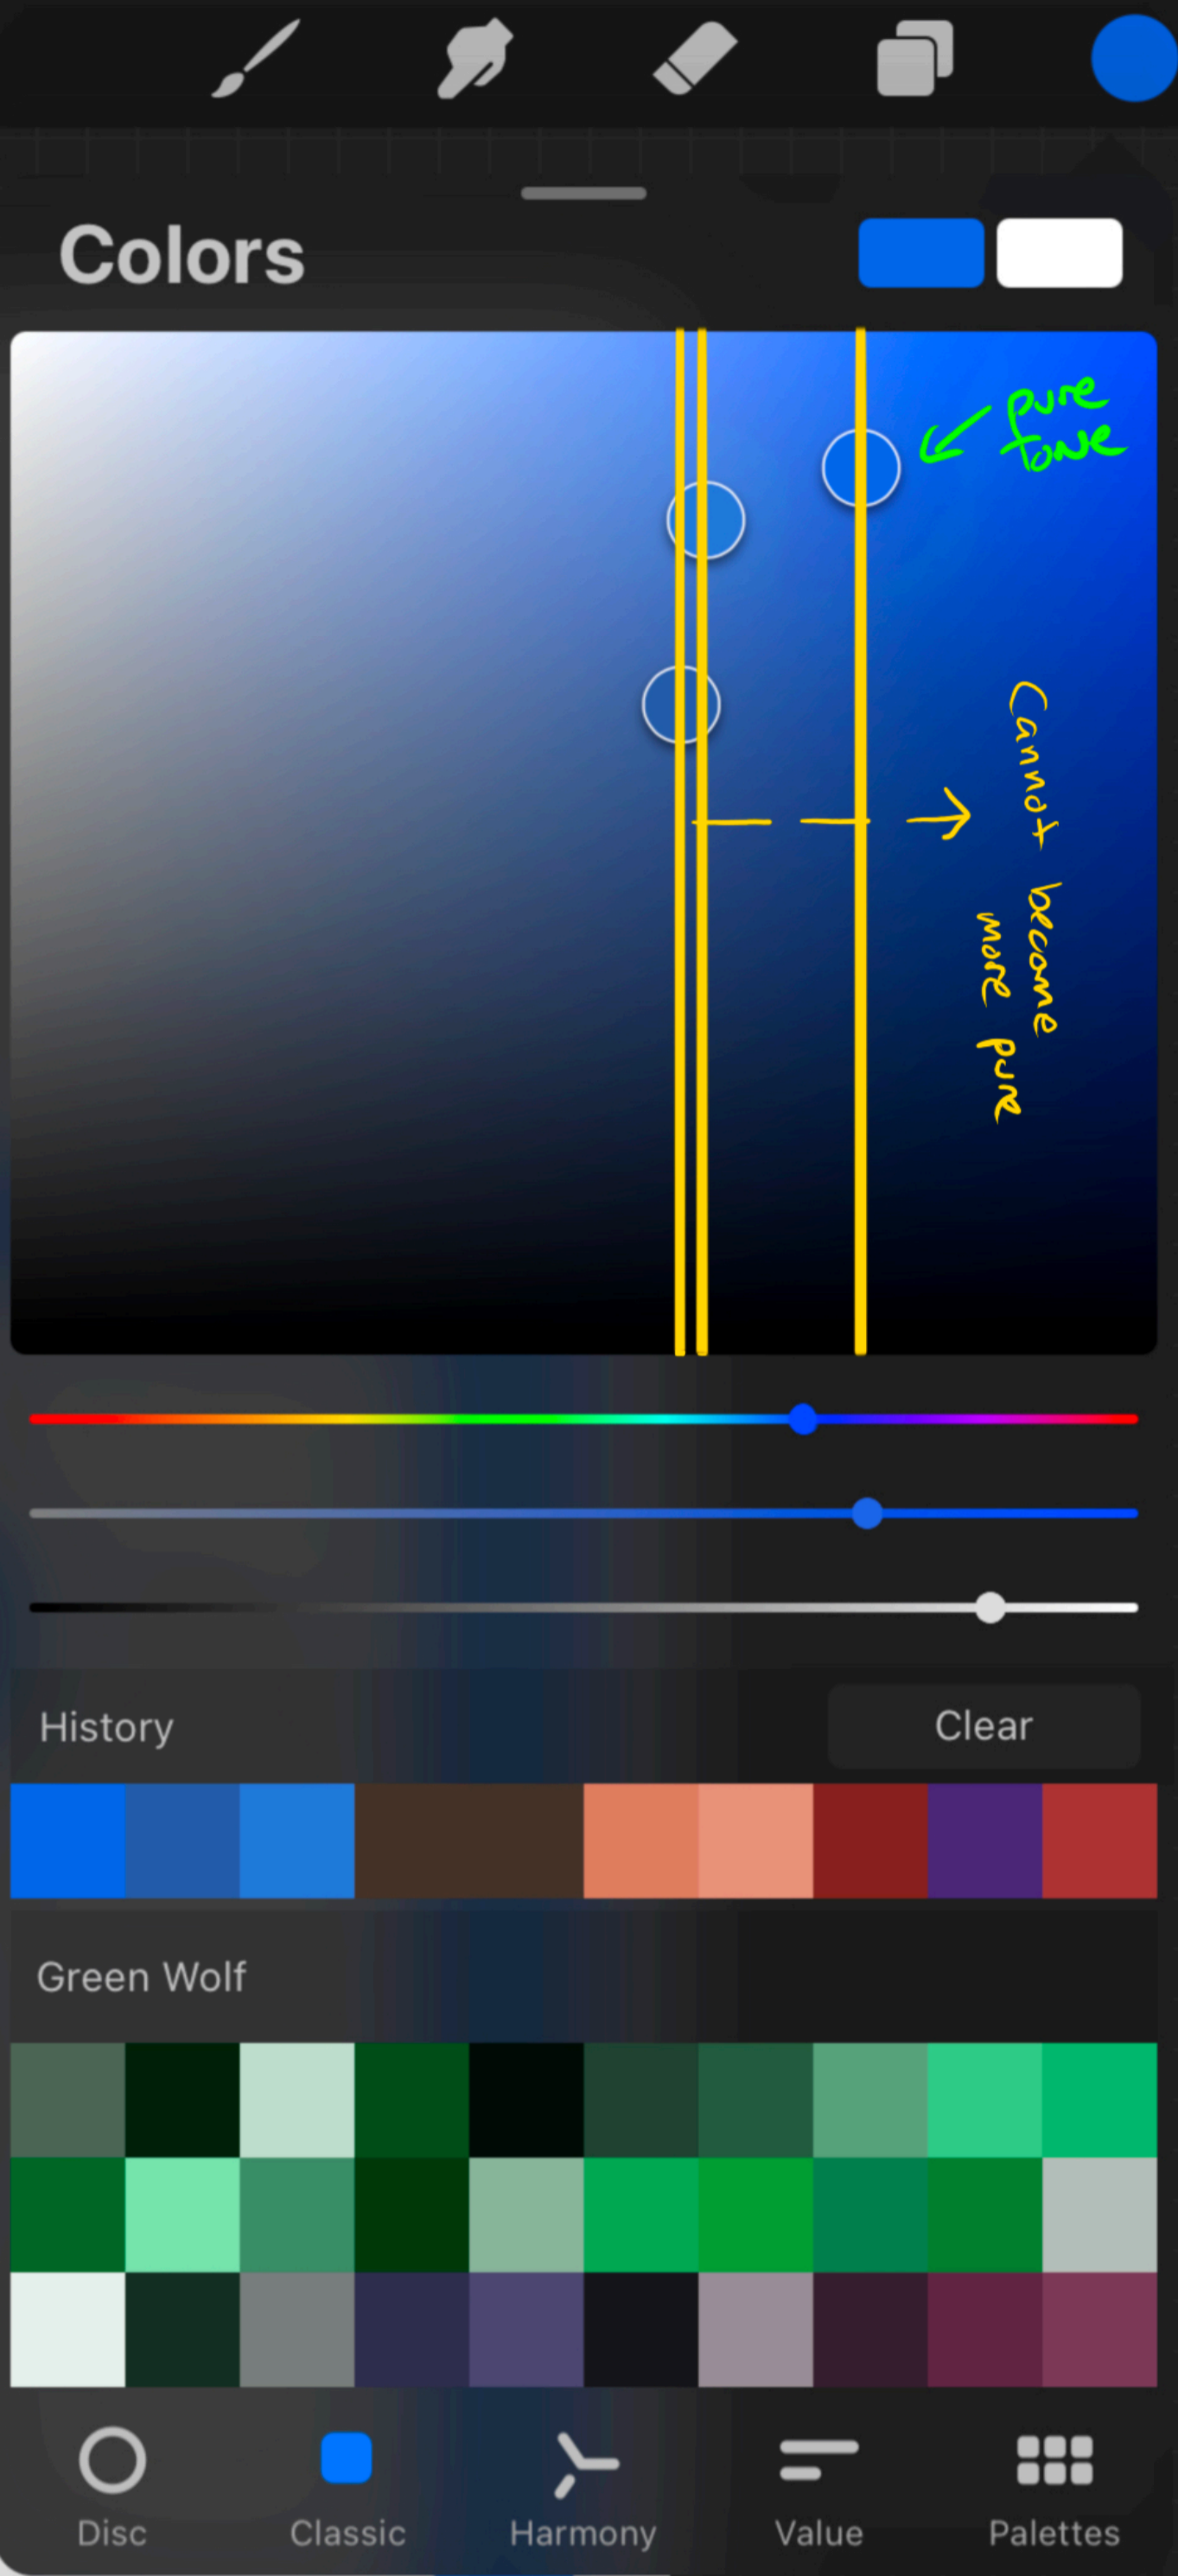 Colors
pure
tone
Cannot become
more pure
History
Clear
Green Wolf
Disc
Classic
Harmony
Value
Palettes